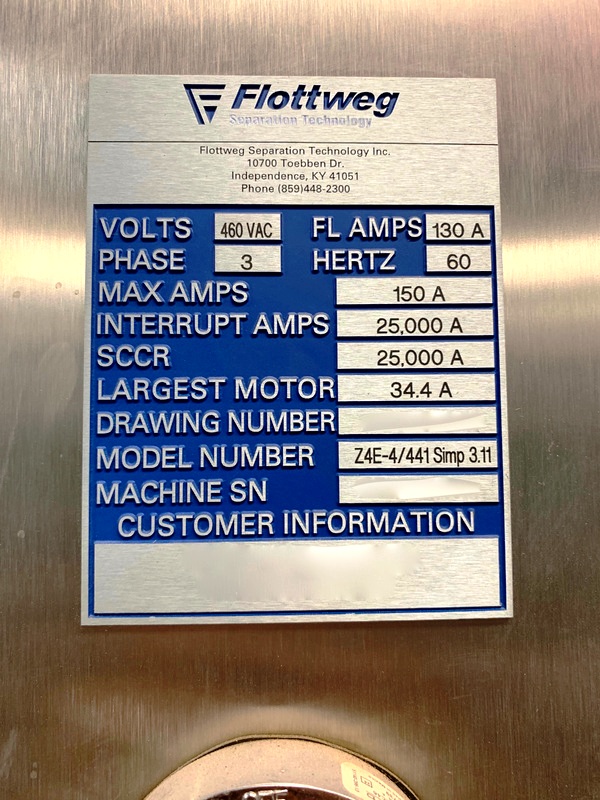 Flottweg
Separation Technology
Flottweg Separation Technology Inc.
10700 Toebben Dr.
Independence, KY 41051
Phone (859)448-2300
VOLTS 460 VAC FL AMPS 130 A
PHASE 3 HERTZ 60
MAX AMPS 150 A
INTERRUPT AMPS 25,000 A
SCCR 25,000 A
LARGEST MOTOR 34.4 A
DRAWING NUMBER
MODEL NUMBER Z4E-4/441 Simp 3.11
MACHINE SN
CUSTOMER INFORMATION